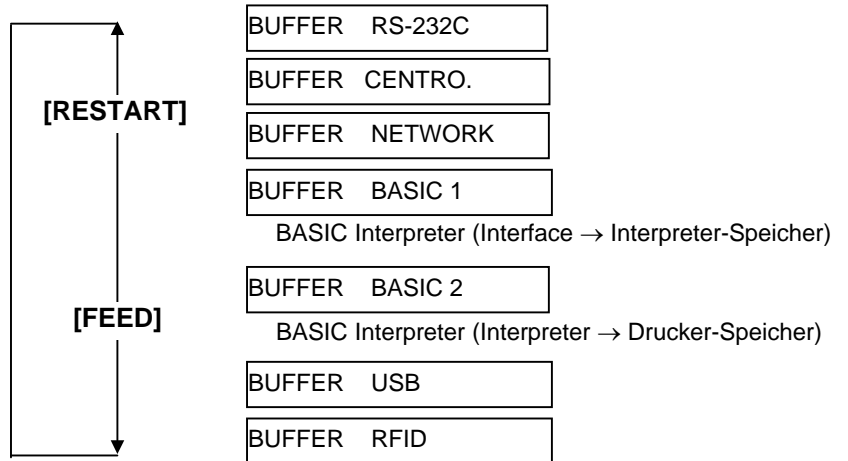 BUFFER RS-232C
BUFFER CENTRO.
[RESTART]
BUFFER NETWORK
BUFFER BASIC 1
BASIC Interpreter (Interface → Interpreter-Speicher)
BUFFER BASIC 2
[FEED]
BASIC Interpreter (Interpreter → Drucker-Speicher)
BUFFER USB
BUFFER RFID